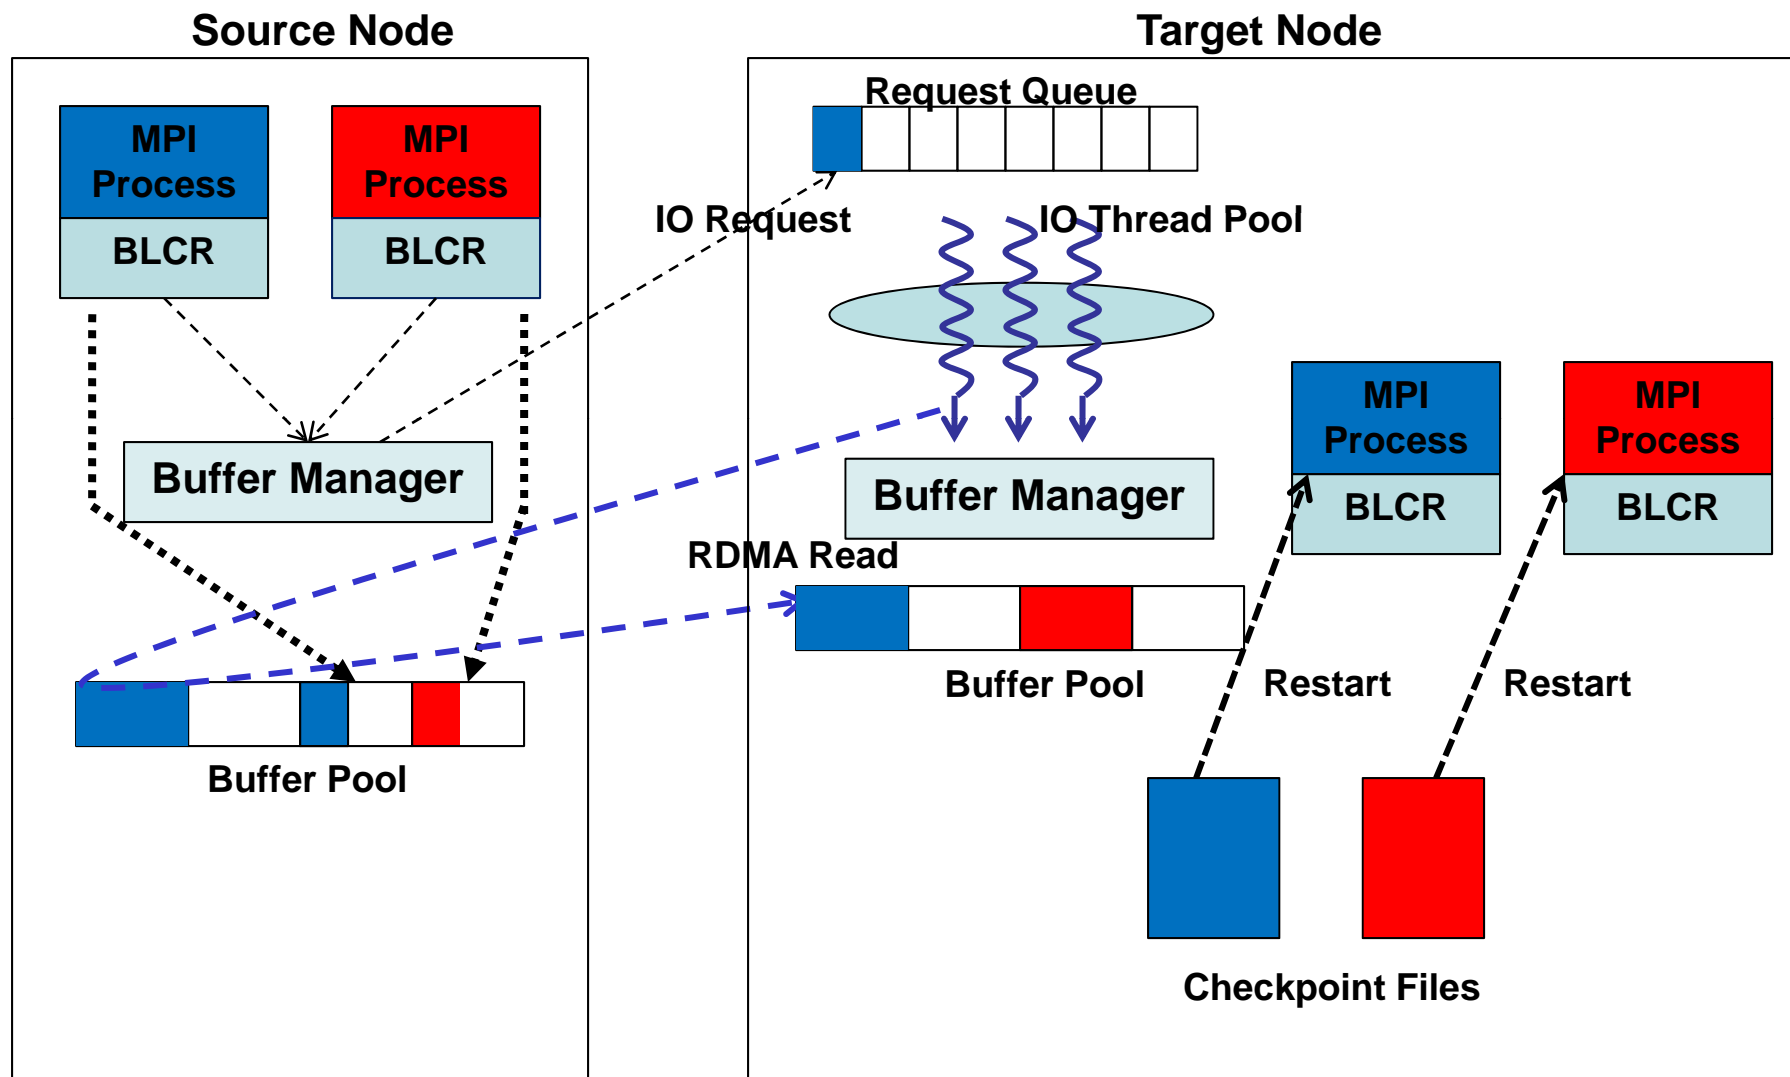 Source Node
Target Node
MPI
Process
BLCR
MPI
Process
BLCR
Buffer Manager
Buffer Pool
Request Queue
IO Request
IO Thread Pool
Buffer Manager
RDMA Read
Buffer Pool
MPI
Process
BLCR
MPI
Process
BLCR
Restart
Restart
Checkpoint Files